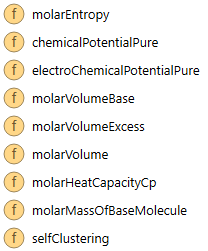 f molarEntropy
f chemicalPotentialPure
f electroChemicalPotentialPure
f molarVolumeBase
f molarVolumeExcess
f molarVolume
f molarHeatCapacityCp
f molarMassOfBaseMolecule
f selfClustering